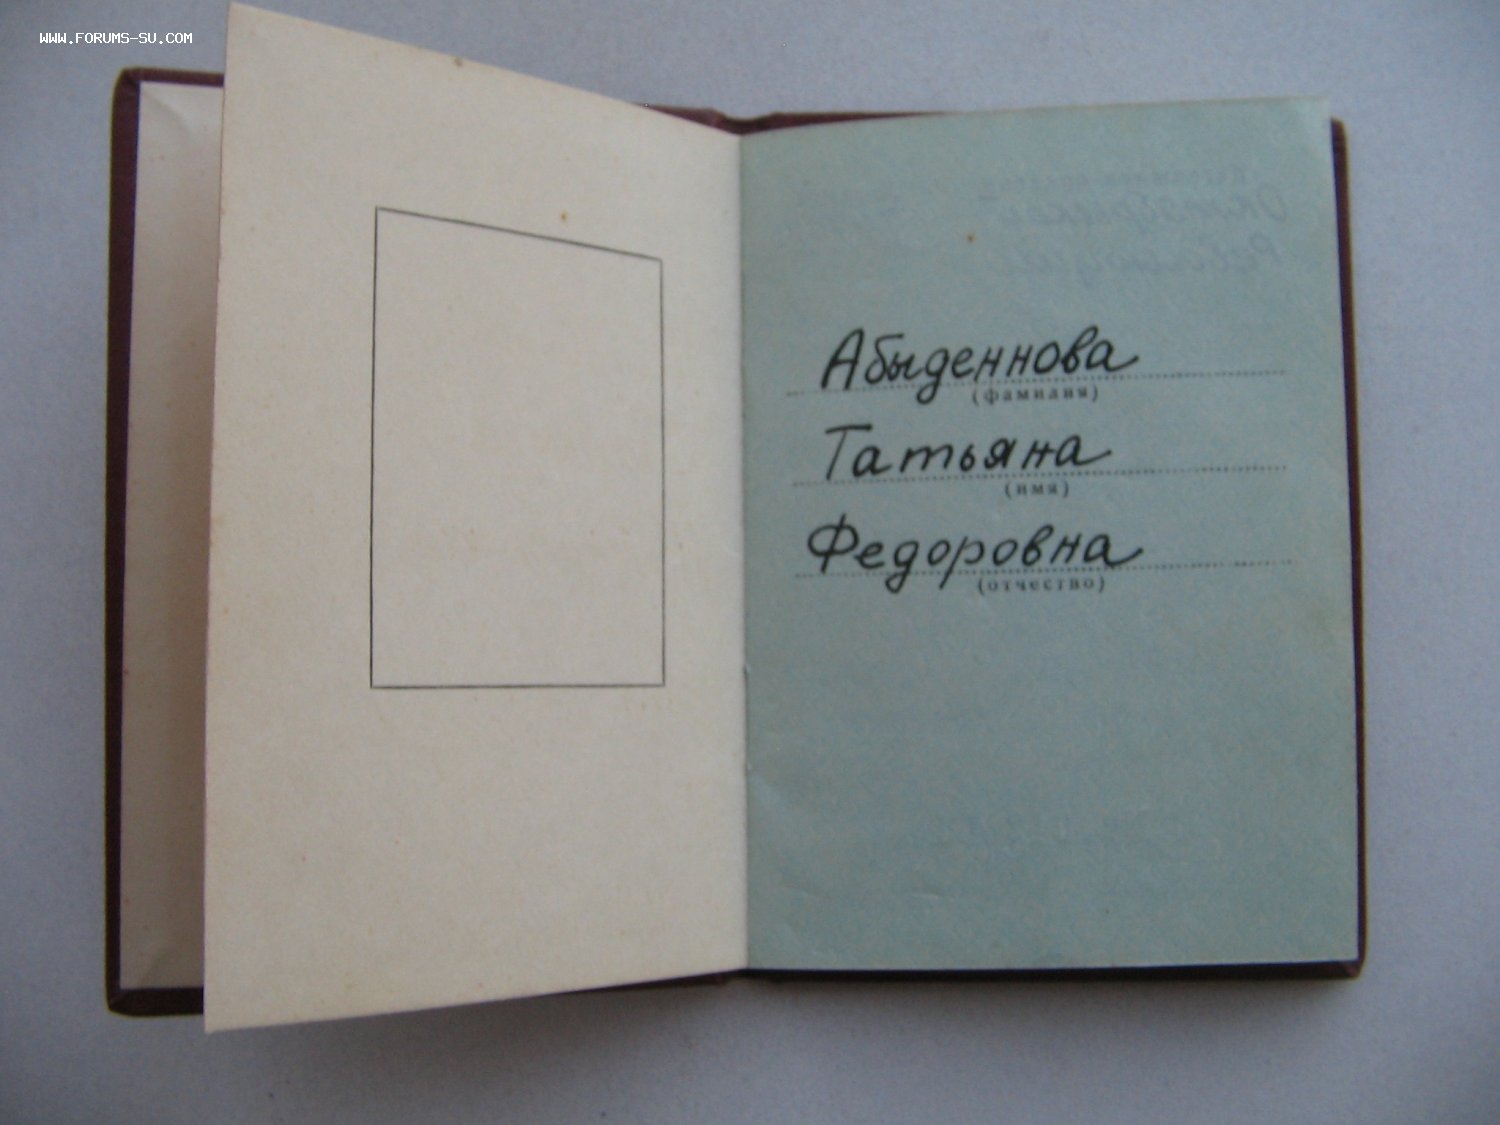 WWW.FORUMS-SU.COM
Абыденнова
(фамилия)
Татьяна
(имя)
Федоровна
(отчество)